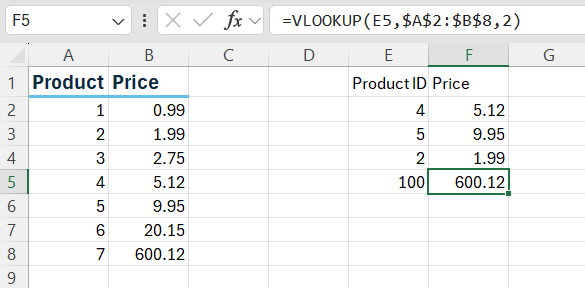 F5 fx =VLOOKUP(E5,$A$2:$B$8,2)
A B C D E F G
1 Product Price Product ID Price
2 1 0.99 4 5.12
3 2 1.99 5 9.95
4 3 2.75 2 1.99
5 4 5.12 100 600.12
6 5 9.95
7 6 20.15
8 7 600.12
9